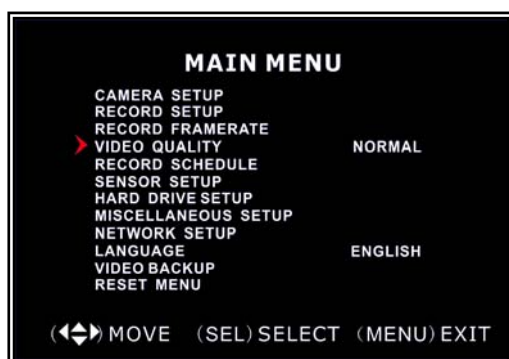 MAIN MENU
CAMERA SETUP
RECORD SETUP
RECORD FRAMERATE
VIDEO QUALITY NORMAL
RECORD SCHEDULE
SENSOR SETUP
HARD DRIVE SETUP
MISCELLANEOUS SETUP
NETWORK SETUP
LANGUAGE ENGLISH
VIDEO BACKUP
RESET MENU
() MOVE (SEL) SELECT (MENU) EXIT